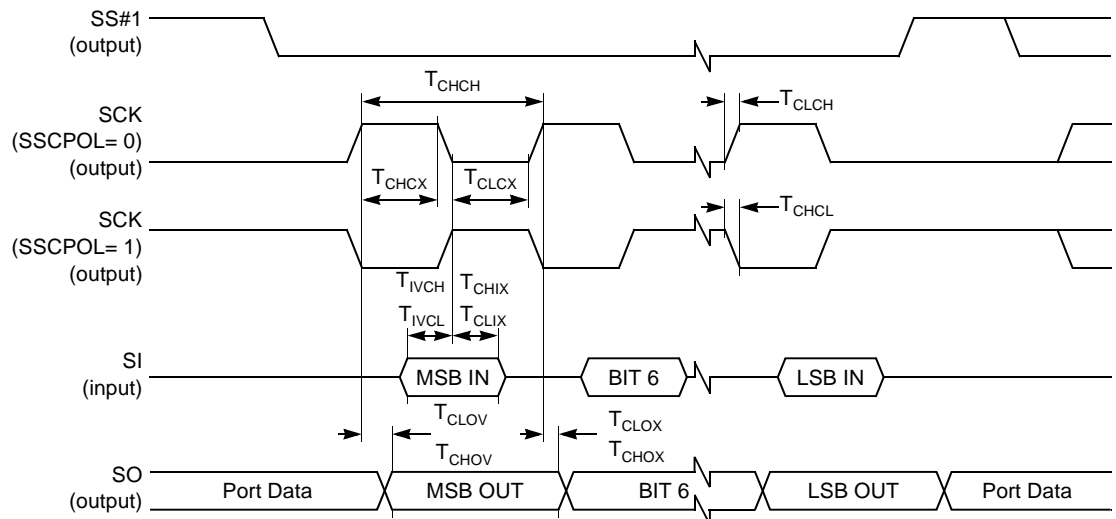 SS#1
(output)
T_CHCH
T_CLCH
SCK
(SSCPOL= 0)
(output)
T_CHCX
T_CLCX
SCK
(SSCPOL= 1)
(output)
T_CHCL
T_IVCH
T_CHIX
T_IVCL
T_CLIX
SI
(input)
MSB IN
BIT 6
LSB IN
T_CLOV
T_CLOX
T_CHOV
T_CHOX
SO
(output)
Port Data
MSB OUT
BIT 6
LSB OUT
Port Data